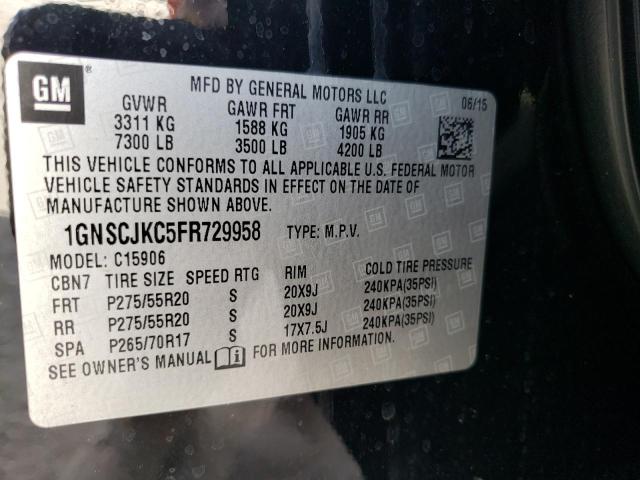 GM®
MFD BY GENERAL MOTORS LLC
06/15
GVWR GAWR FRT GAWR RR
3311 KG 1588 KG 1905 KG
7300 LB 3500 LB 4200 LB
THIS VEHICLE CONFORMS TO ALL APPLICABLE U.S. FEDERAL MOTOR
VEHICLE SAFETY STANDARDS IN EFFECT ON THE DATE OF
MANUFACTURE SHOWN ABOVE.
1GNSCJKC5FR729958 TYPE: M.P.V.
MODEL: C15906
CBN7 TIRE SIZE SPEED RTG RIM COLD TIRE PRESSURE
FRT P275/55R20 S 20X9J 240KPA(35PSI)
RR P275/55R20 S 20X9J 240KPA(35PSI)
SPA P265/70R17 S 17X7.5J 240KPA(35PSI)
SEE OWNER'S MANUAL FOR MORE INFORMATION.